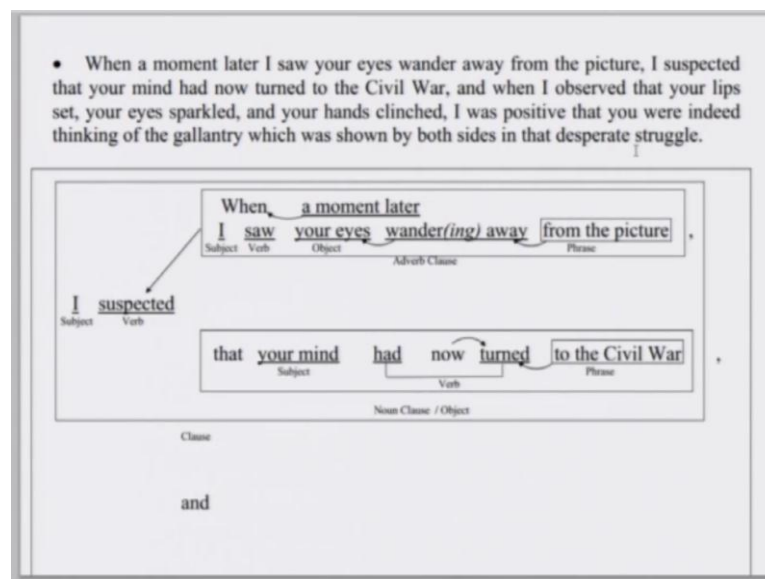 • When a moment later I saw your eyes wander away from the picture, I suspected
that your mind had now turned to the Civil War, and when I observed that your lips
set, your eyes sparkled, and your hands clinched, I was positive that you were indeed
thinking of the gallantry which was shown by both sides in that desperate struggle.
When a moment later
I saw your eyes wander(ing) away from the picture ,
Subject Verb Object Phrase
Adverb Clause
I suspected
Subject Verb
that your mind had now turned to the Civil War ,
Subject Phrase
Verb
Noun Clause / Object
Clause
and